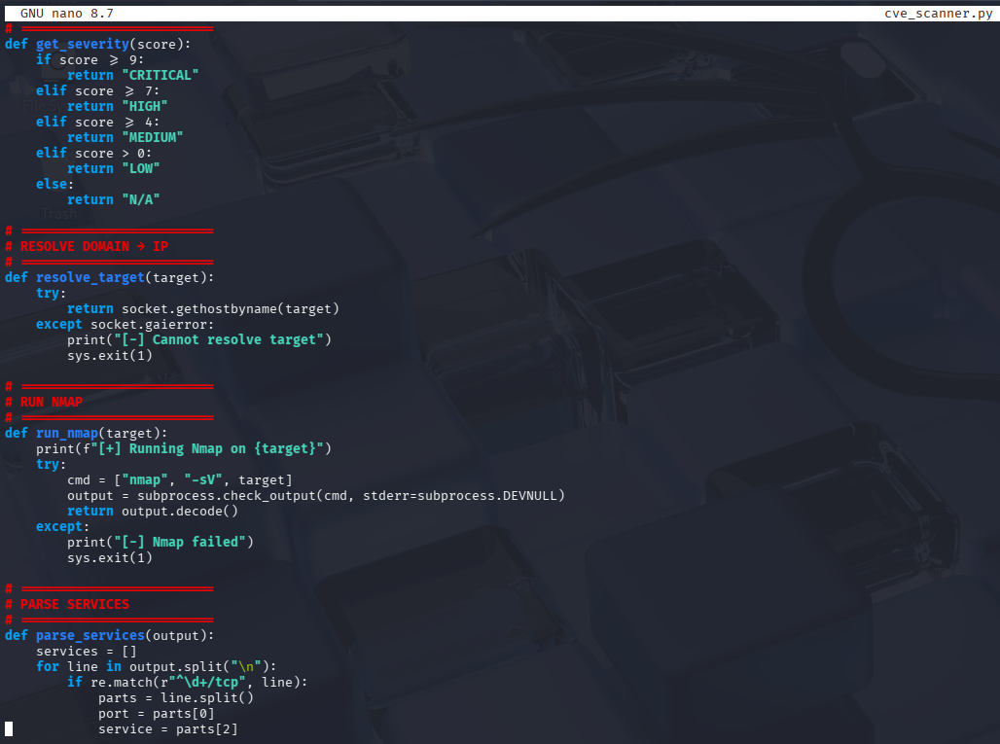 GNU nano 8.7 cve_scanner.py
# =========================
def get_severity(score):
    if score >= 9:
        return "CRITICAL"
    elif score >= 7:
        return "HIGH"
    elif score >= 4:
        return "MEDIUM"
    elif score > 0:
        return "LOW"
    else:
        return "N/A"
Trash
# =========================
# RESOLVE DOMAIN → IP
# =========================
def resolve_target(target):
    try:
        return socket.gethostbyname(target)
    except socket.gaierror:
        print("[-] Cannot resolve target")
        sys.exit(1)
# =========================
# RUN NMAP
# =========================
def run_nmap(target):
    print(f"[+] Running Nmap on {target}")
    try:
        cmd = ["nmap", "-sV", target]
        output = subprocess.check_output(cmd, stderr=subprocess.DEVNULL)
        return output.decode()
    except:
        print("[-] Nmap failed")
        sys.exit(1)
# =========================
# PARSE SERVICES
# =========================
def parse_services(output):
    services = []
    for line in output.split("\n"):
        if re.match(r"^\d+/tcp", line):
            parts = line.split()
            port = parts[0]
            service = parts[2]